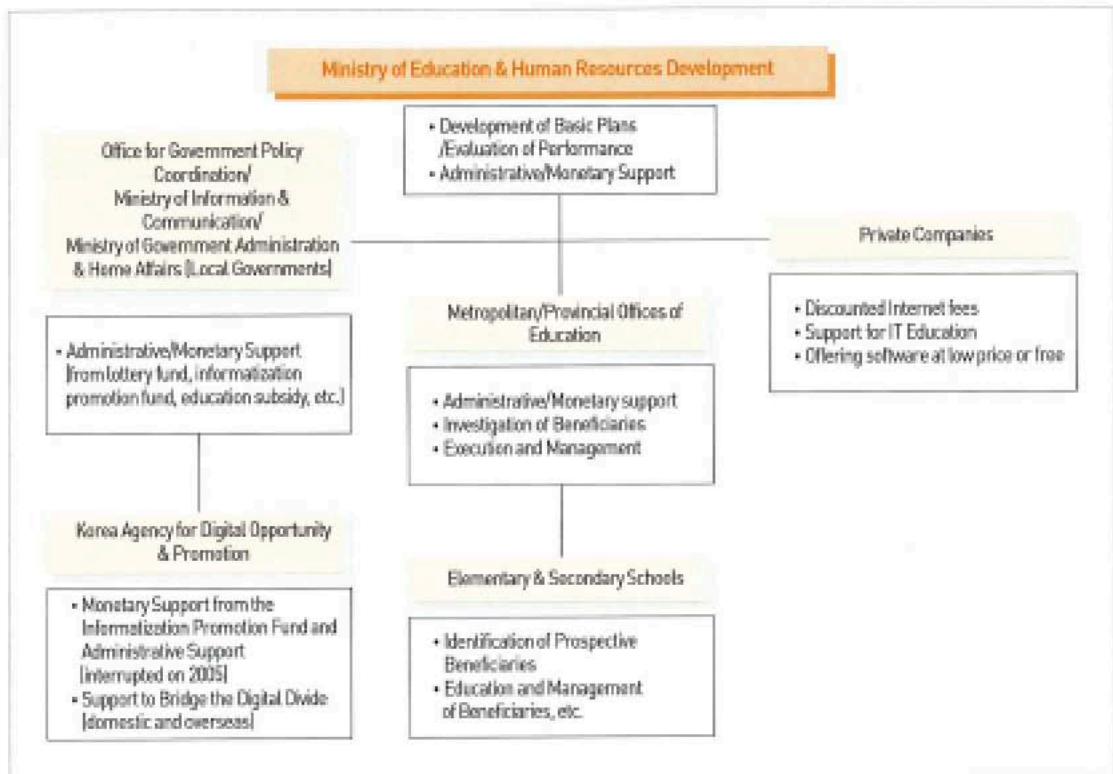 Ministry of Education & Human Resources Development
• Development of Basic Plans
/Evaluation of Performance
• Administrative/Monetary Support
Office for Government Policy
Coordination/
Ministry of Information &
Communication/
Ministry of Government Administration
& Home Affairs (Local Governments)
• Administrative/Monetary Support
(from lottery fund, informatization
promotion fund, education subsidy, etc.)
Korea Agency for Digital Opportunity
& Promotion
• Monetary Support from the
Informatization Promotion Fund and
Administrative Support
(interrupted on 2005)
• Support to Bridge the Digital Divide
(domestic and overseas)
Metropolitan/Provincial Offices of
Education
• Administrative/Monetary support
• Investigation of Beneficiaries
• Execution and Management
Elementary & Secondary Schools
• Identification of Prospective
Beneficiaries
• Education and Management
of Beneficiaries, etc.
Private Companies
• Discounted Internet fees
• Support for IT Education
• Offering software at low price or free